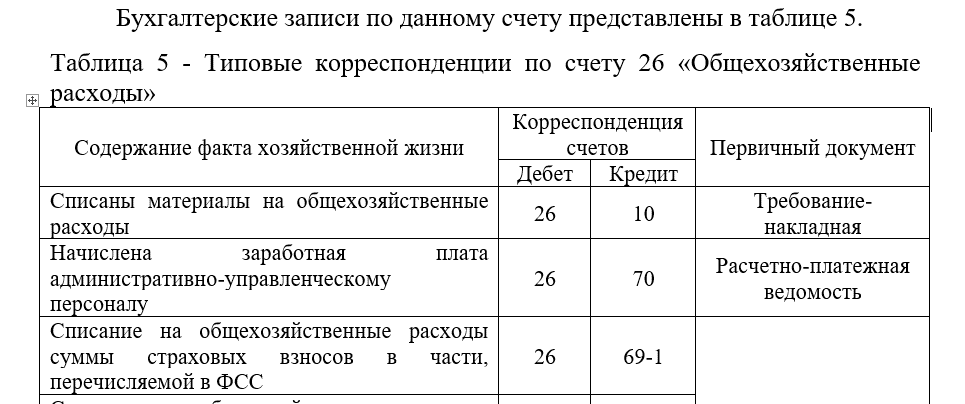 Бухгалтерские записи по данному счету представлены в таблице 5.
Таблица 5 - Типовые корреспонденции по счету 26 «Общехозяйственные
расходы»
Содержание факта хозяйственной жизни
Корреспонденция
счетов
Первичный документ
Дебет
Кредит
Списаны материалы на общехозяйственные
расходы
26
10
Требование-
накладная
Начислена заработная плата
административно-управленческому
персоналу
26
70
Расчетно-платежная
ведомость
Списание на общехозяйственные расходы
суммы страховых взносов в части,
перечисляемой в ФСС
26
69-1